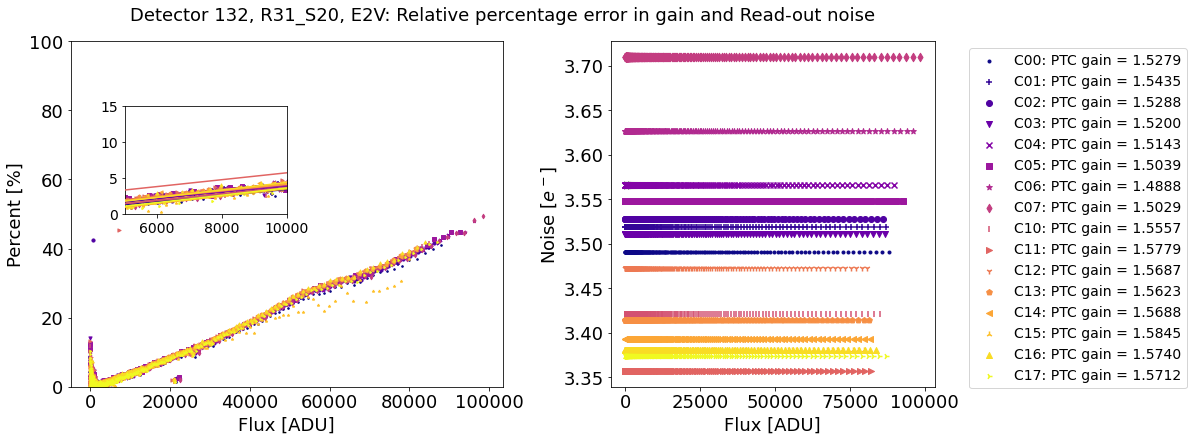 Detector 132, R31_S20, E2V: Relative percentage error in gain and Read-out noise
Percent [%]
100
80
60
40
20
0
15
10
5
0
6000 8000 10000
0 20000 40000 60000 80000 100000
Flux [ADU]
Noise [e⁻]
3.70
3.65
3.60
3.55
3.50
3.45
3.40
3.35
0 25000 50000 75000 100000
Flux [ADU]
C00: PTC gain = 1.5279
C01: PTC gain = 1.5435
C02: PTC gain = 1.5288
C03: PTC gain = 1.5200
C04: PTC gain = 1.5143
C05: PTC gain = 1.5039
C06: PTC gain = 1.4888
C07: PTC gain = 1.5029
C10: PTC gain = 1.5557
C11: PTC gain = 1.5779
C12: PTC gain = 1.5687
C13: PTC gain = 1.5623
C14: PTC gain = 1.5688
C15: PTC gain = 1.5845
C16: PTC gain = 1.5740
C17: PTC gain = 1.5712